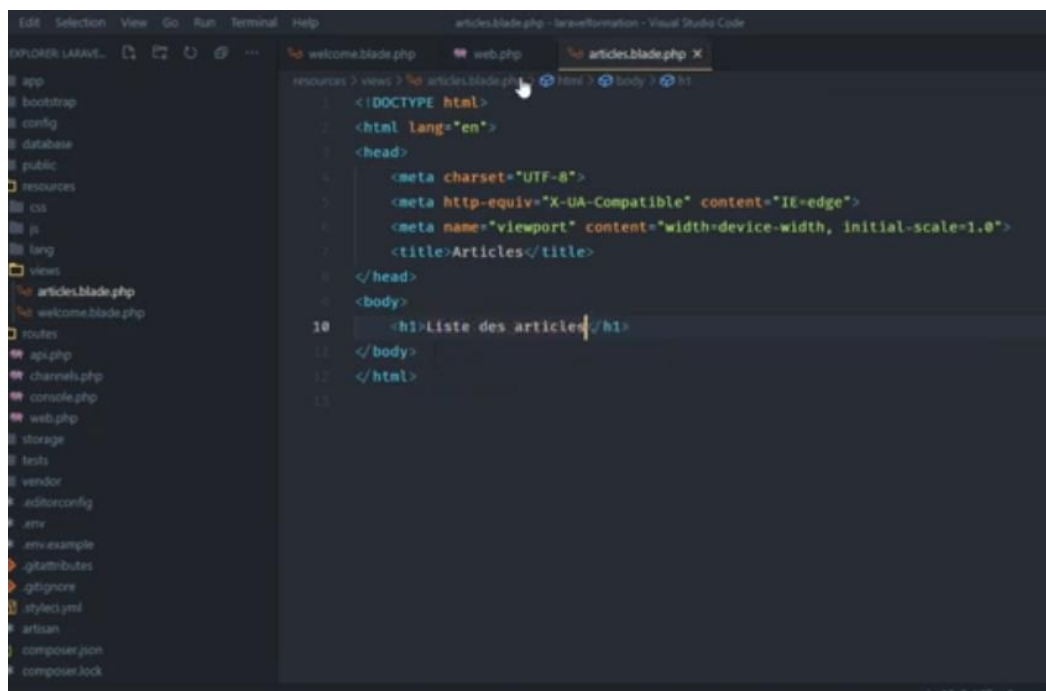 Edit Selection View Go Run Terminal Help
articles.blade.php - laravelformation - Visual Studio Code
EXPLORER: LARAVE...
welcome.blade.php
web.php
articles.blade.php
resources > views > articles.blade.php > html > body > h1
app
bootstrap
config
database
public
resources
css
js
lang
views
articles.blade.php
welcome.blade.php
routes
api.php
channels.php
console.php
web.php
storage
tests
vendor
.editorconfig
.env
.env.example
.gitattributes
.gitignore
.styleci.yml
artisan
composer.json
composer.lock
1 <!DOCTYPE html>
2 <html lang="en">
3 <head>
4 <meta charset="UTF-8">
5 <meta http-equiv="X-UA-Compatible" content="IE=edge">
6 <meta name="viewport" content="width=device-width, initial-scale=1.0">
7 <title>Articles</title>
8 </head>
9 <body>
10 <h1>Liste des articles</h1>
11 </body>
12 </html>
13